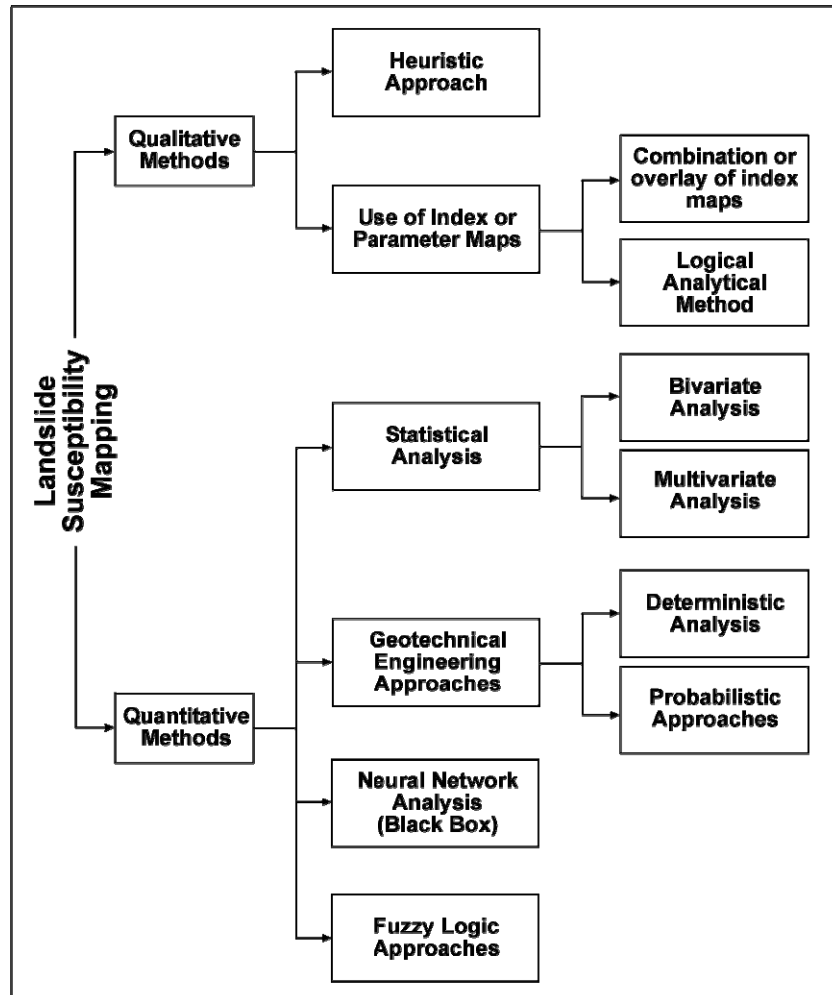 Landslide
Susceptibility
Mapping
Qualitative
Methods
Heuristic
Approach
Use of Index or
Parameter Maps
Combination or
overlay of index
maps
Logical
Analytical
Method
Quantitative
Methods
Statistical
Analysis
Bivariate
Analysis
Multivariate
Analysis
Geotechnical
Engineering
Approaches
Deterministic
Analysis
Probabilistic
Approaches
Neural Network
Analysis
(Black Box)
Fuzzy Logic
Approaches